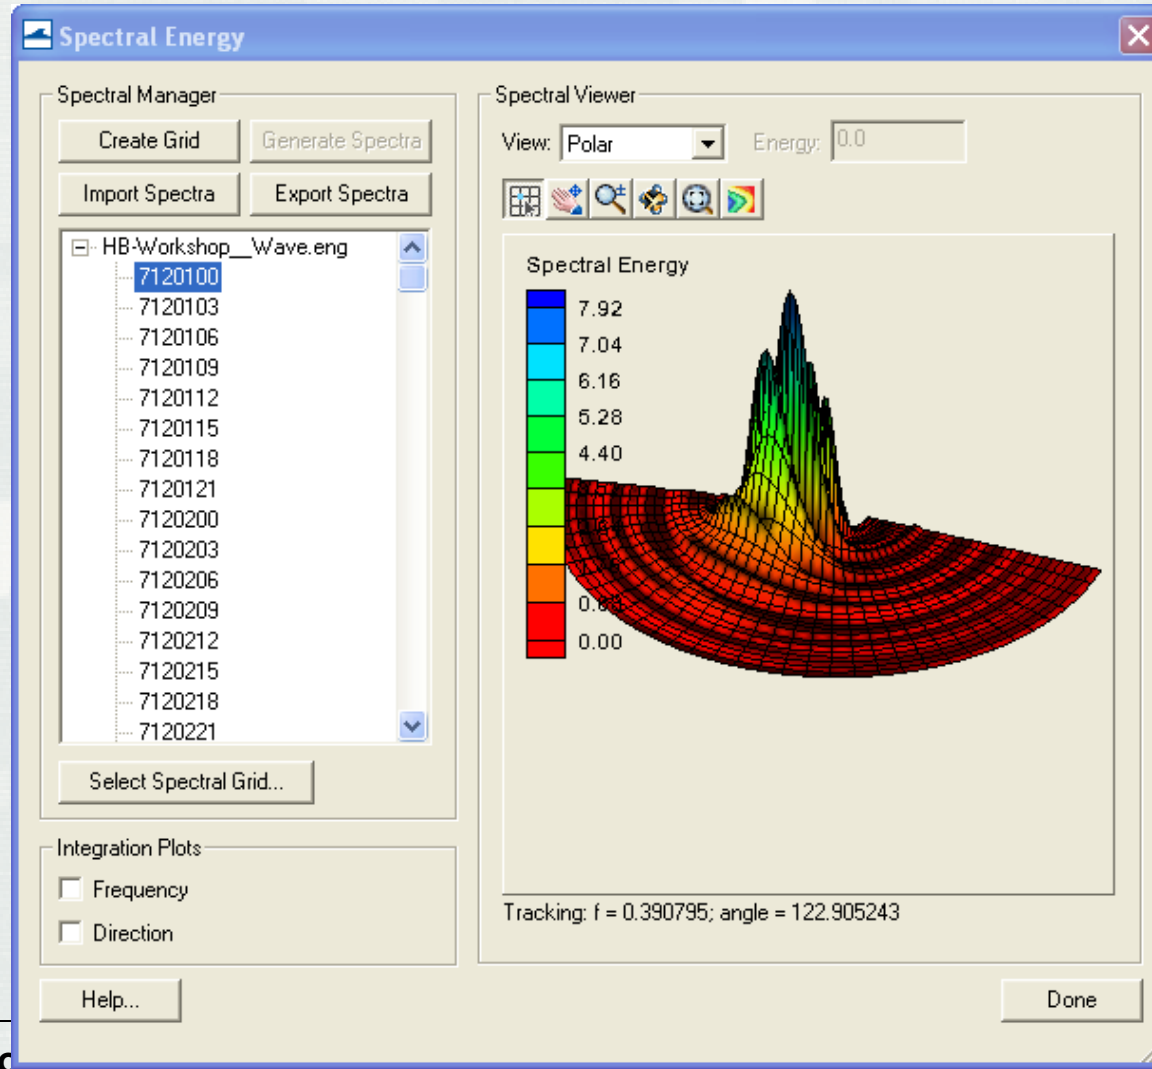 Spectral Energy
Spectral Manager
Create Grid
Generate Spectra
Import Spectra
Export Spectra
HB-Workshop__Wave.eng
7120100
7120103
7120106
7120109
7120112
7120115
7120118
7120121
7120200
7120203
7120206
7120209
7120212
7120215
7120218
7120221
Select Spectral Grid...
Integration Plots
Frequency
Direction
Help...
Spectral Viewer
View: Polar
Energy: 0.0
Spectral Energy
7.92
7.04
6.16
5.28
4.40
0.00
Tracking: f = 0.390795; angle = 122.905243
Done